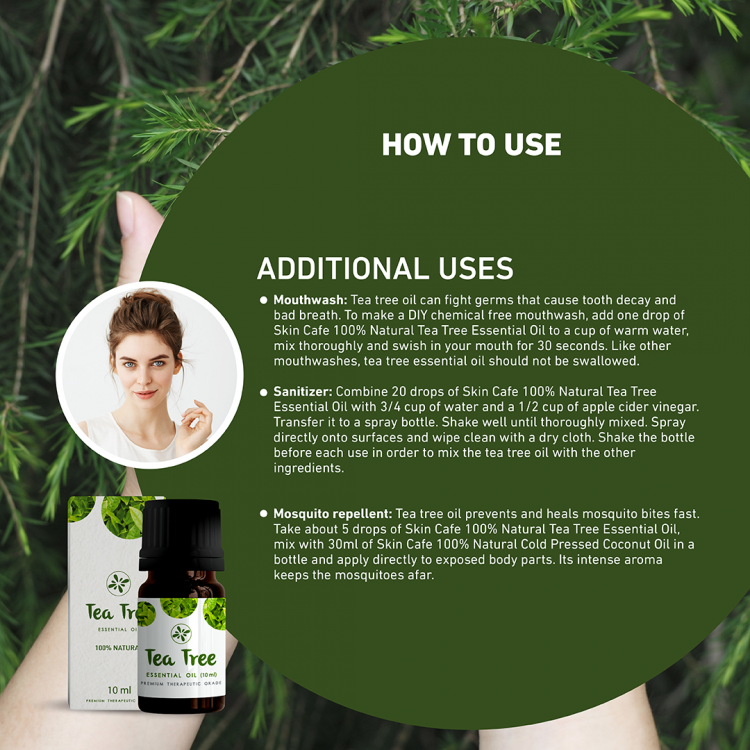 HOW TO USE
ADDITIONAL USES
● Mouthwash: Tea tree oil can fight germs that cause tooth decay and
bad breath. To make a DIY chemical free mouthwash, add one drop of
Skin Cafe 100% Natural Tea Tree Essential Oil to a cup of warm water,
mix thoroughly and swish in your mouth for 30 seconds. Like other
mouthwashes, tea tree essential oil should not be swallowed.
● Sanitizer: Combine 20 drops of Skin Cafe 100% Natural Tea Tree
Essential Oil with 3/4 cup of water and a 1/2 cup of apple cider vinegar.
Transfer it to a spray bottle. Shake well until thoroughly mixed. Spray
directly onto surfaces and wipe clean with a dry cloth. Shake the bottle
before each use in order to mix the tea tree oil with the other
ingredients.
● Mosquito repellent: Tea tree oil prevents and heals mosquito bites fast.
Take about 5 drops of Skin Cafe 100% Natural Tea Tree Essential Oil,
mix with 30ml of Skin Cafe 100% Natural Cold Pressed Coconut Oil in a
bottle and apply directly to exposed body parts. Its intense aroma
keeps the mosquitoes afar.
Tea Tr
ESSENTIAL OI
100% NATURA
10 ml
PREMIUM THERAPEUTIC
Tea Tree
ESSENTIAL OIL (10ml)
PREMIUM THERAPEUTIC GRADE